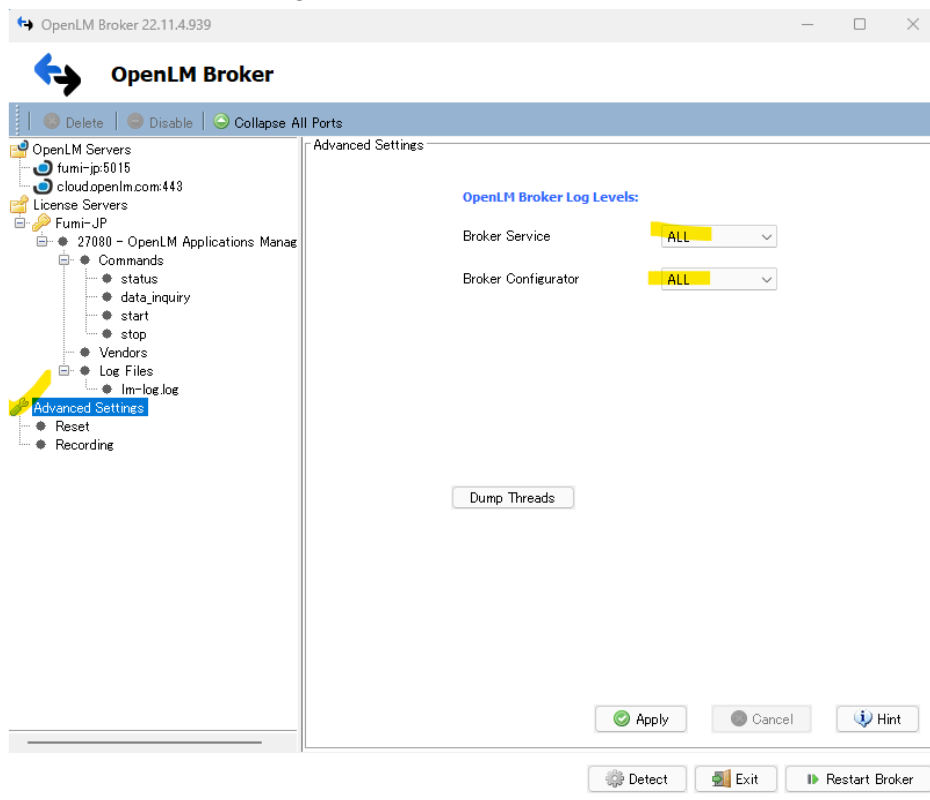 OpenLM Broker 22.11.4.939
OpenLM Broker
Delete
Disable
Collapse All Ports
OpenLM Servers
fumi-jp:5015
cloud.openlm.com:443
License Servers
Fumi-JP
27080 - OpenLM Applications Manag
Commands
status
data_inquiry
start
stop
Vendors
Log Files
lm-log.log
Advanced Settings
Reset
Recording
Advanced Settings
OpenLM Broker Log Levels:
Broker Service ALL
Broker Configurator ALL
Dump Threads
Apply
Cancel
Hint
Detect
Exit
Restart Broker